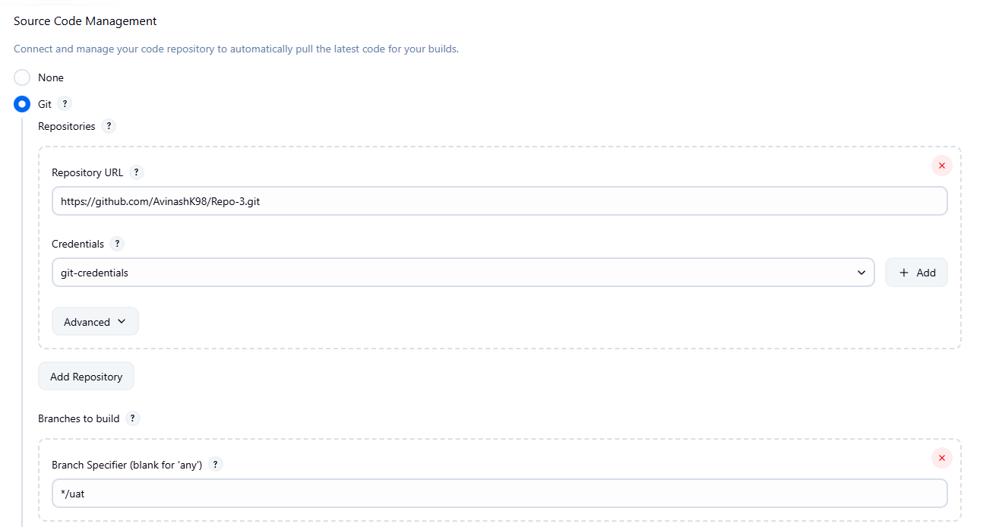 Source Code Management
Connect and manage your code repository to automatically pull the latest code for your builds.
None
Git ?
Repositories ?
Repository URL ?
https://github.com/AvinashK98/Repo-3.git
Credentials ?
git-credentials
+ Add
Advanced
Add Repository
Branches to build ?
Branch Specifier (blank for 'any') ?
*/uat